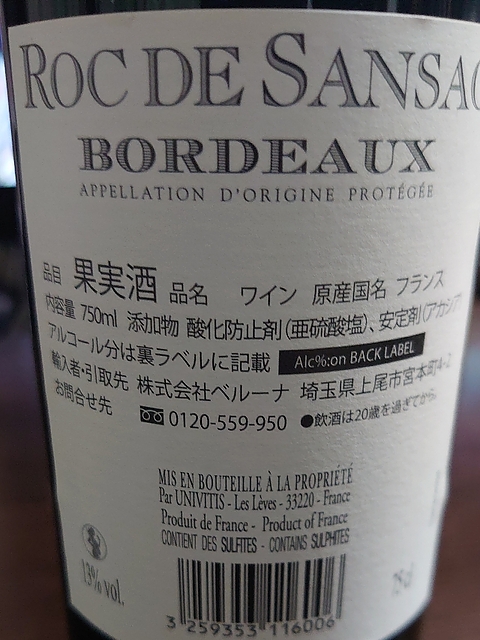 ROC DE SANSAC
BORDEAUX
APPELLATION D'ORIGINE PROTÉGÉE
品目 果実酒 品名 ワイン 原産国名 フランス
内容量 750ml 添加物 酸化防止剤(亜硫酸塩)、安定剤(アカシア
アルコール分は裏ラベルに記載 Alc%:on BACK LABEL
輸入者・引取先 株式会社ベルーナ 埼玉県上尾市宮本町4-2
お問合せ先 0120-559-950 ●飲酒は20歳を過ぎてから。
MIS EN BOUTEILLE À LA PROPRIÉTÉ
Par UNIVITIS - Les Lèves - 33220 - France
Produit de France - Product of France
CONTIENT DES SULFITES - CONTAINS SULPHITES
13% vol.
75cl
3 259353 116006